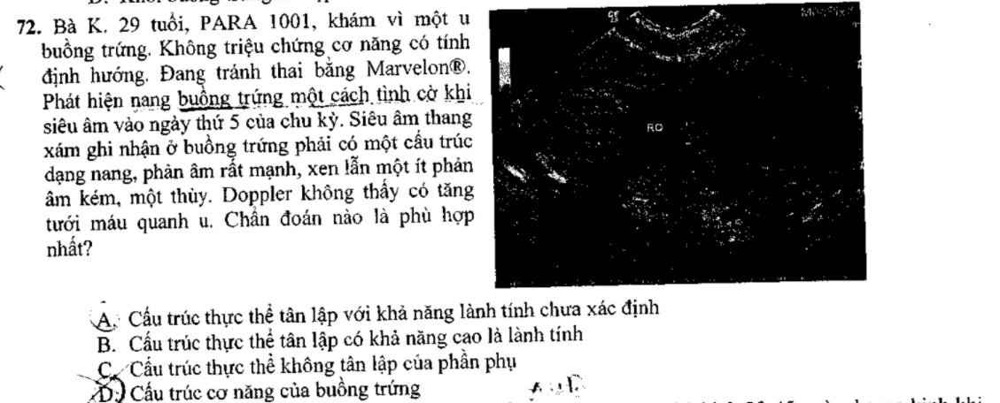 72. Bà K. 29 tuổi, PARA 1001, khám vì một u
buồng trứng. Không triệu chứng cơ năng có tính
định hướng. Đang tránh thai bằng Marvelon®.
Phát hiện nang buồng trứng một cách tình cờ khi
siêu âm vào ngày thứ 5 của chu kỳ. Siêu âm thang
xám ghi nhận ở buồng trứng phải có một cấu trúc
dạng nang, phản âm rất mạnh, xen lẫn một ít phản
âm kém, một thùy. Doppler không thấy có tăng
tưới máu quanh u. Chẩn đoán nào là phù hợp
nhất?
RO
A. Cấu trúc thực thể tân lập với khả năng lành tính chưa xác định
B. Cấu trúc thực thể tân lập có khả năng cao là lành tính
C. Cấu trúc thực thể không tân lập của phần phụ
D. Cấu trúc cơ năng của buồng trứng